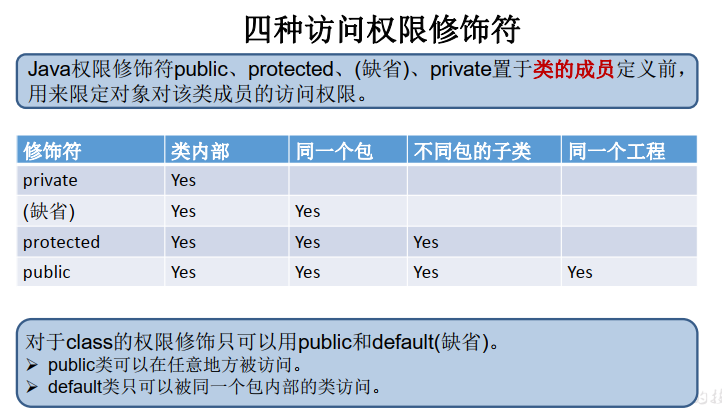 四种访问权限修饰符
Java权限修饰符public、protected、(缺省)、private置于类的成员定义前，
用来限定对象对该类成员的访问权限。
修饰符 类内部 同一个包 不同包的子类 同一个工程
private Yes
(缺省) Yes Yes
protected Yes Yes Yes
public Yes Yes Yes Yes
对于class的权限修饰只可以用public和default(缺省)。
➢ public类可以在任意地方被访问。
➢ default类只可以被同一个包内部的类访问。